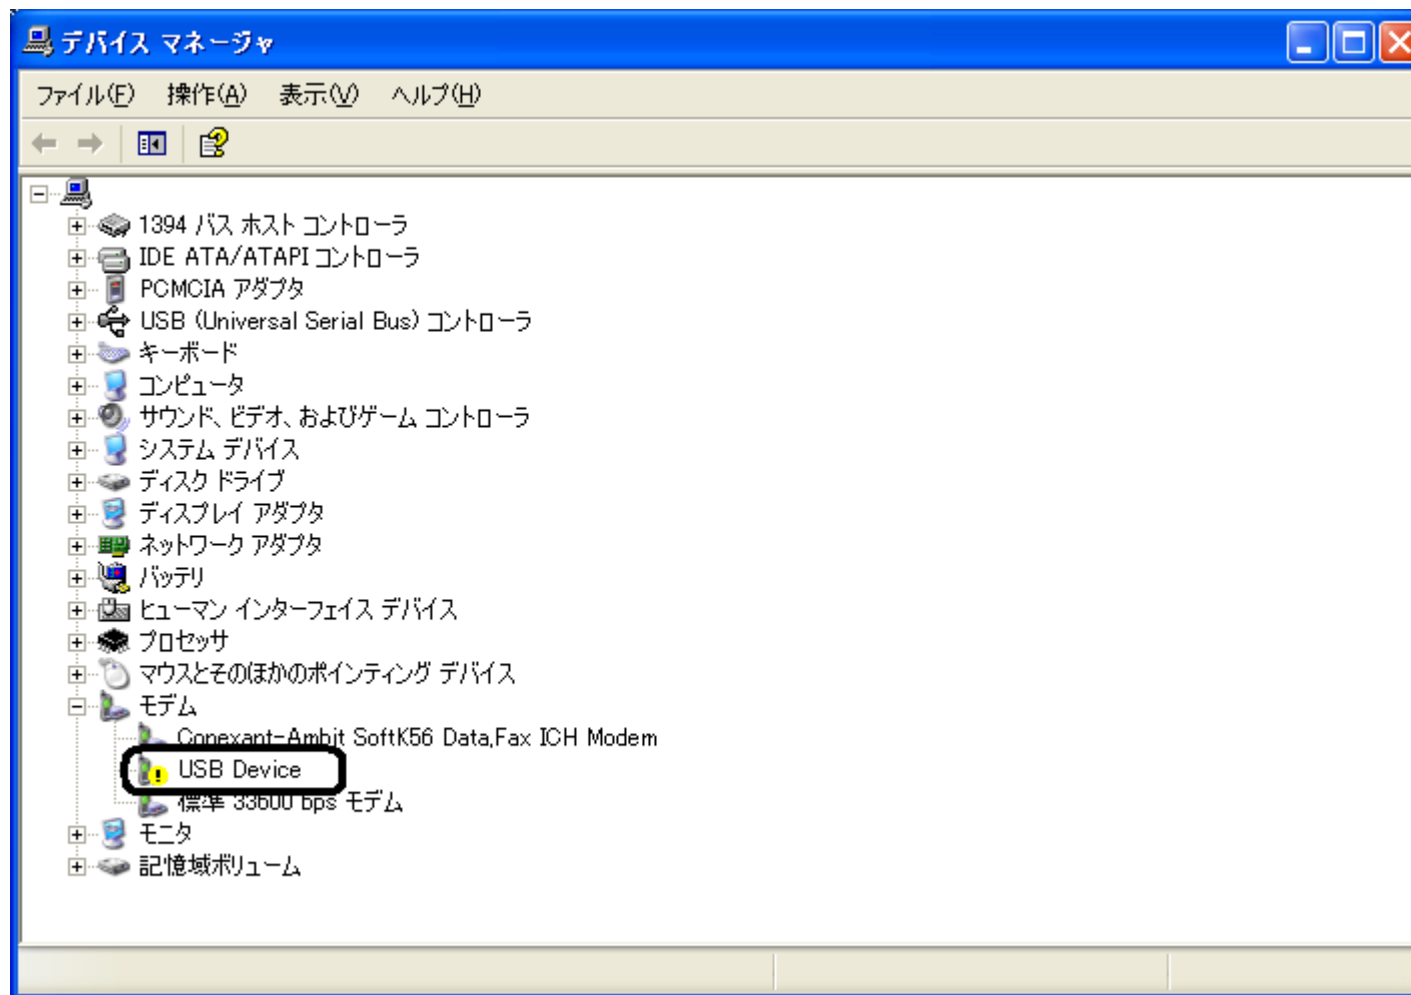 デバイス マネージャ
ファイル(F) 操作(A) 表示(V) ヘルプ(H)
1394 バス ホスト コントローラ
IDE ATA/ATAPI コントローラ
PCMCIA アダプタ
USB (Universal Serial Bus) コントローラ
キーボード
コンピュータ
サウンド、ビデオ、およびゲーム コントローラ
システム デバイス
ディスク ドライブ
ディスプレイ アダプタ
ネットワーク アダプタ
バッテリ
ヒューマン インターフェイス デバイス
プロセッサ
マウスとそのほかのポインティング デバイス
モデム
Conexant-Ambit SoftK56 Data,Fax ICH Modem
USB Device
標準 33600 bps モデム
モニタ
記憶域ボリューム